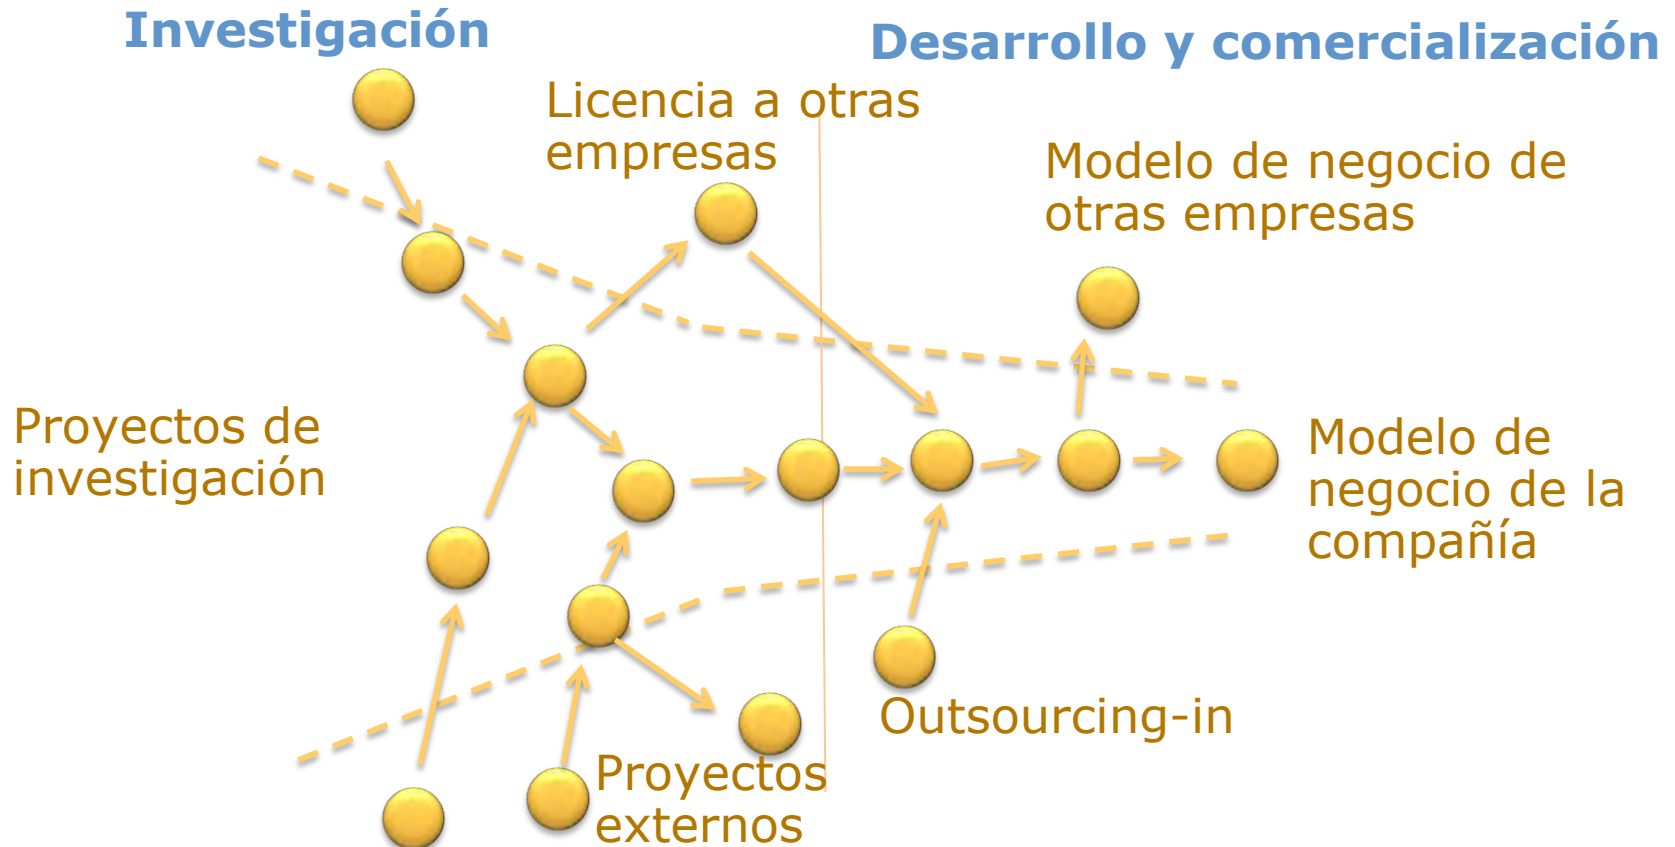 Investigación
Desarrollo y comercialización
Licencia a otras
empresas
Modelo de negocio de
otras empresas
Proyectos de
investigación
Modelo de
negocio de la
compañía
Outsourcing-in
Proyectos
externos